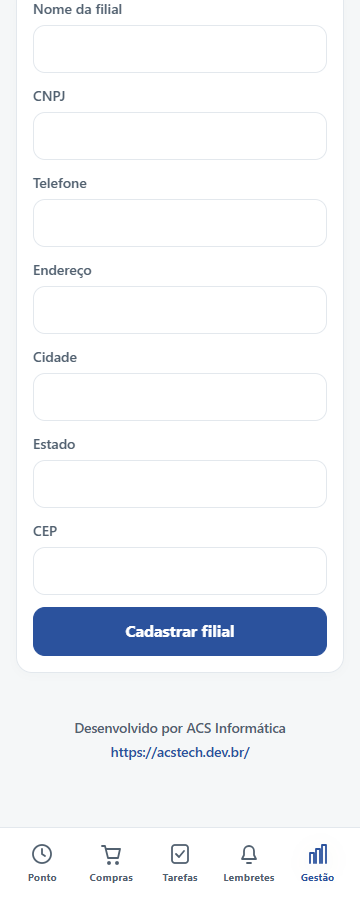 Nome da filial
CNPJ
Telefone
Endereço
Cidade
Estado
CEP
Cadastrar filial
Desenvolvido por ACS Informática
https://acstech.dev.br/
Ponto
Compras
Tarefas
Lembretes
Gestão